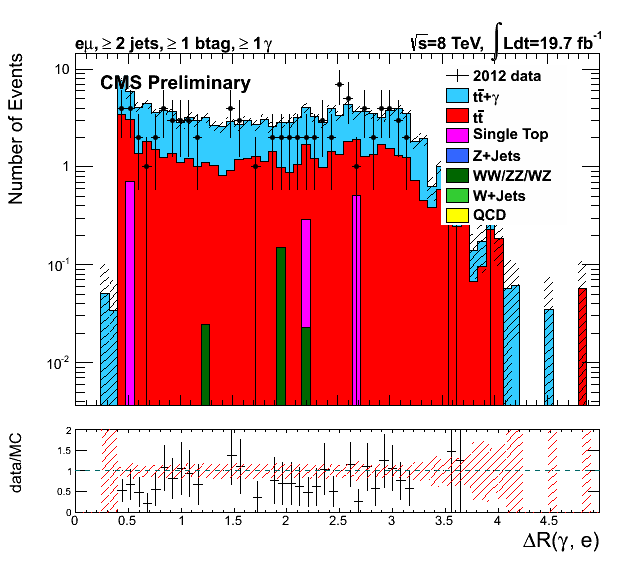 eμ, ≥ 2 jets, ≥ 1 btag, ≥ 1 γ
√s=8 TeV, ∫ Ldt=19.7 fb⁻¹
CMS Preliminary
2012 data
tt̄+γ
tt̄
Single Top
Z+Jets
WW/ZZ/WZ
W+Jets
QCD
Number of Events
10
1
10⁻¹
10⁻²
data/MC
2
1.5
1
0.5
0
0 0.5 1 1.5 2 2.5 3 3.5 4 4.5
ΔR(γ, e)